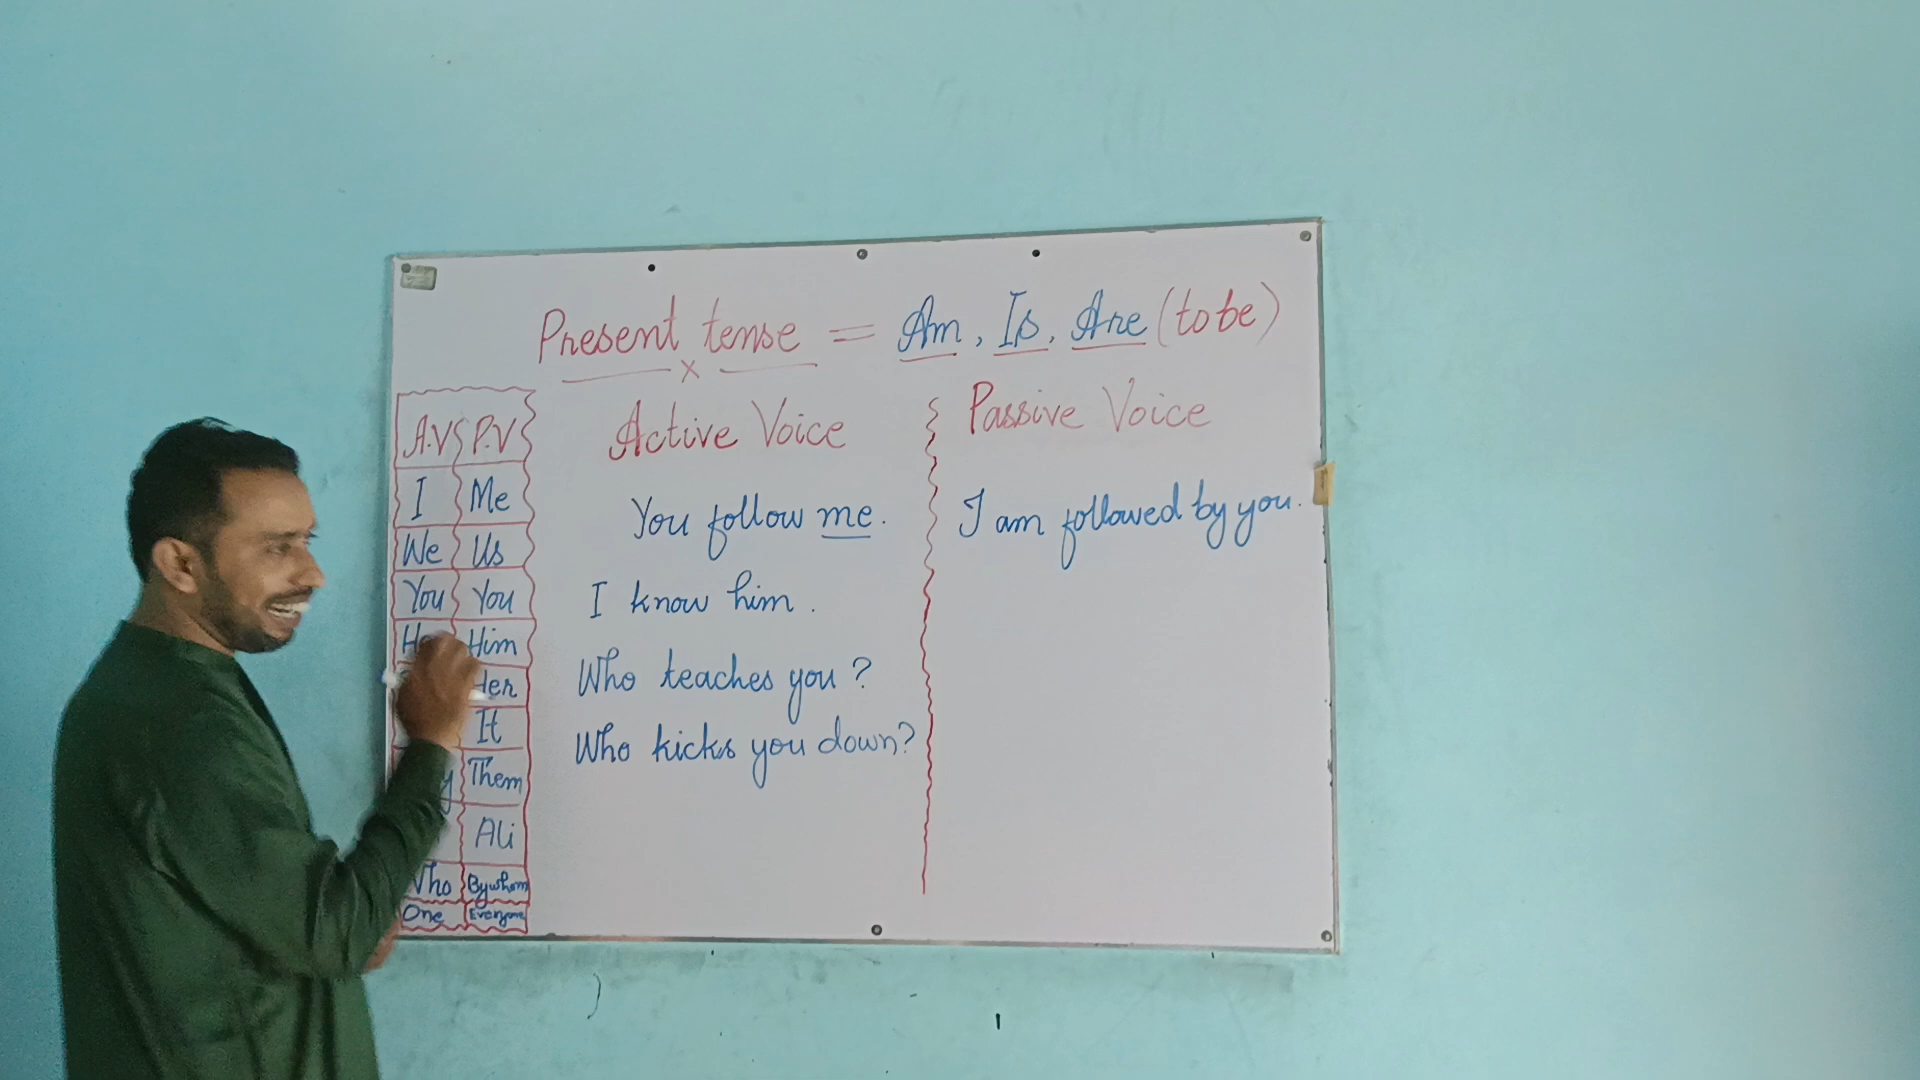 Present tense = Am, Is, Are (to be)
A.V P.V
I Me
We Us
You You
Him
Her
It
Them
Ali
Who By whom
One Everyone
Active Voice
You follow me.
I know him.
Who teaches you?
Who kicks you down?
Passive Voice
I am followed by you.